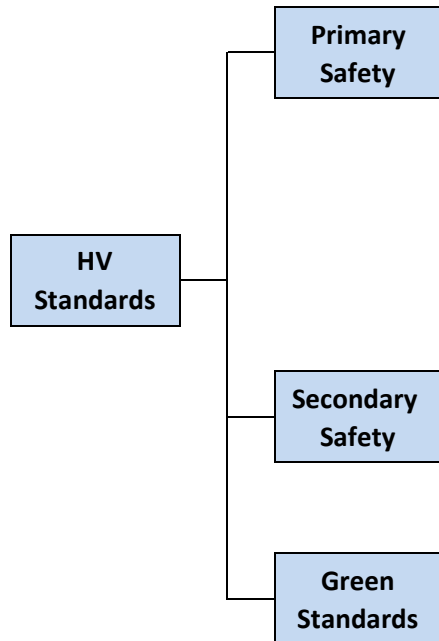 Primary
Safety
HV
Standards
Secondary
Safety
Green
Standards